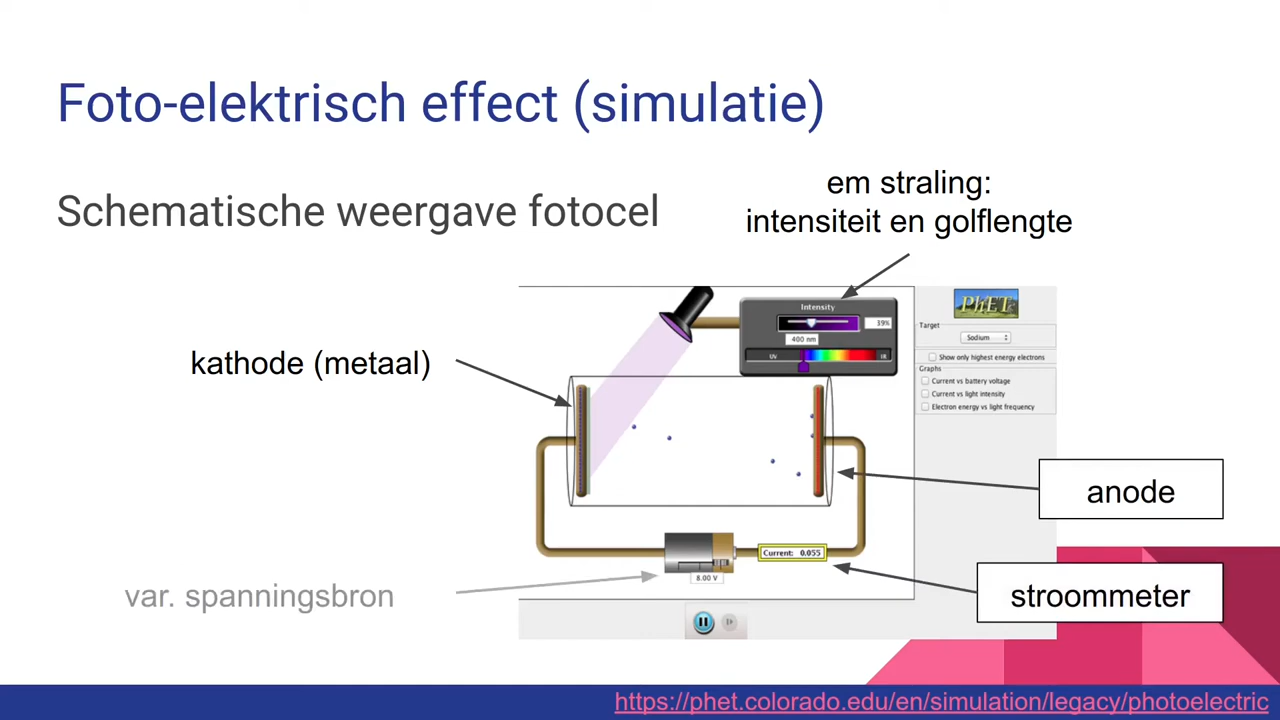 Foto-elektrisch effect (simulatie)
Schematische weergave fotocel
em straling:
intensiteit en golflengte
kathode (metaal)
Intensity
39%
400 nm
UV
IR
PhET
Target
Sodium
Show only highest energy electrons
Graphs
Current vs battery voltage
Current vs light intensity
Electron energy vs light frequency
anode
Current: 0.055
8.00 V
var. spanningsbron
stroommeter
https://phet.colorado.edu/en/simulation/legacy/photoelectric